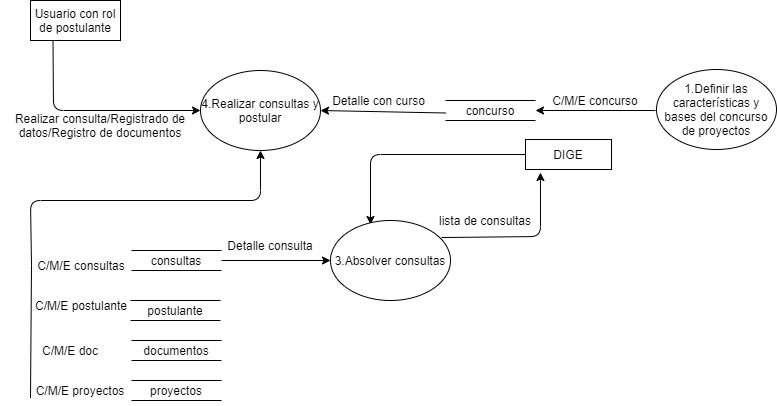 Usuario con rol
de postulante
4.Realizar consultas y
postular
Detalle con curso
concurso
C/M/E concurso
1.Definir las
características y
bases del concurso
de proyectos
Realizar consulta/Registrado de
datos/Registro de documentos
DIGE
lista de consultas
C/M/E consultas
consultas
Detalle consulta
3.Absolver consultas
C/M/E postulante
postulante
C/M/E doc
documentos
C/M/E proyectos
proyectos